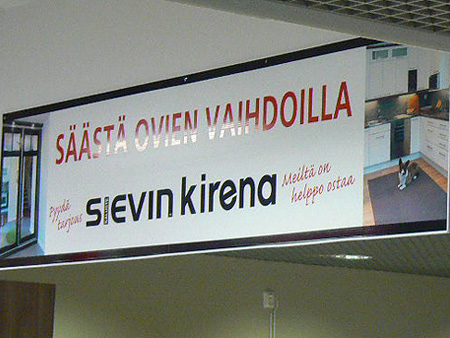 SÄÄSTÄ OVIEN VAIHDOILLA
Pyydä
tarjous
SIEVIN kirena
Meiltä on
helppo ostaa